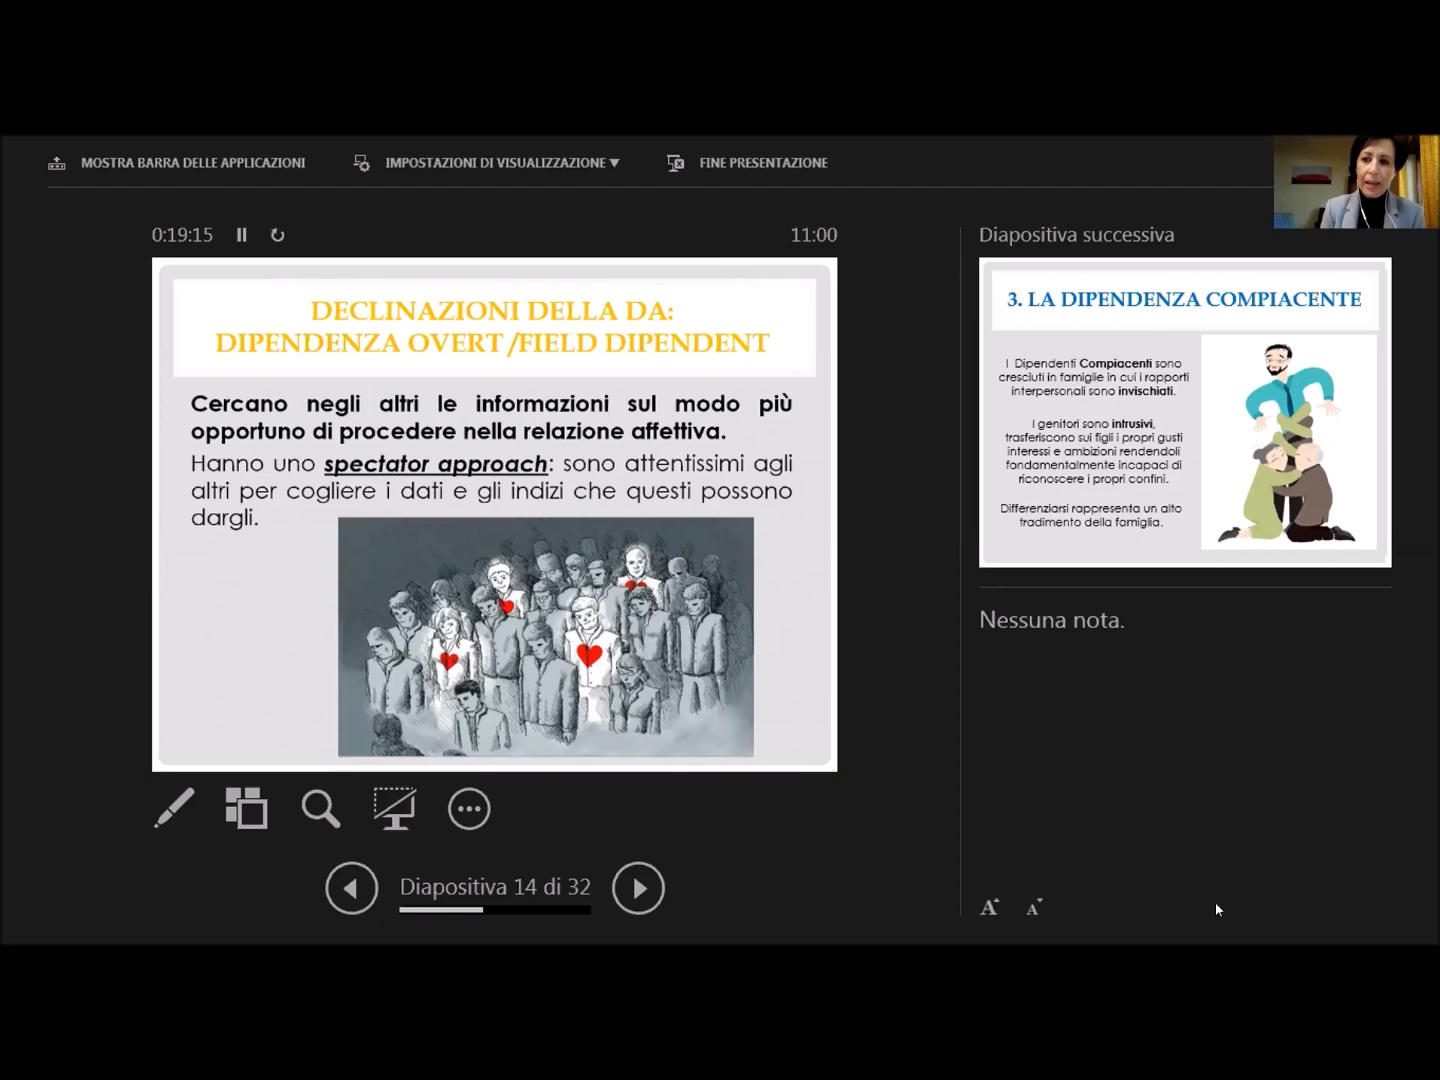 MOSTRA BARRA DELLE APPLICAZIONI
IMPOSTAZIONI DI VISUALIZZAZIONE ▼
FINE PRESENTAZIONE
0:19:15
11:00
DECLINAZIONI DELLA DA:
DIPENDENZA OVERT /FIELD DIPENDENT
Cercano negli altri le informazioni sul modo più
opportuno di procedere nella relazione affettiva.
Hanno uno spectator approach: sono attentissimi agli
altri per cogliere i dati e gli indizi che questi possono
dargli.
Diapositiva 14 di 32
Diapositiva successiva
3. LA DIPENDENZA COMPIACENTE
I Dipendenti Compiacenti sono
cresciuti in famiglie in cui i rapporti
interpersonali sono invischiati.
I genitori sono intrusivi,
trasferiscono sui figli i propri gusti
interessi e ambizioni rendendoli
fondamentalmente incapaci di
riconoscere i propri confini.
Differenziarsi rappresenta un alto
tradimento della famiglia.
Nessuna nota.
A A